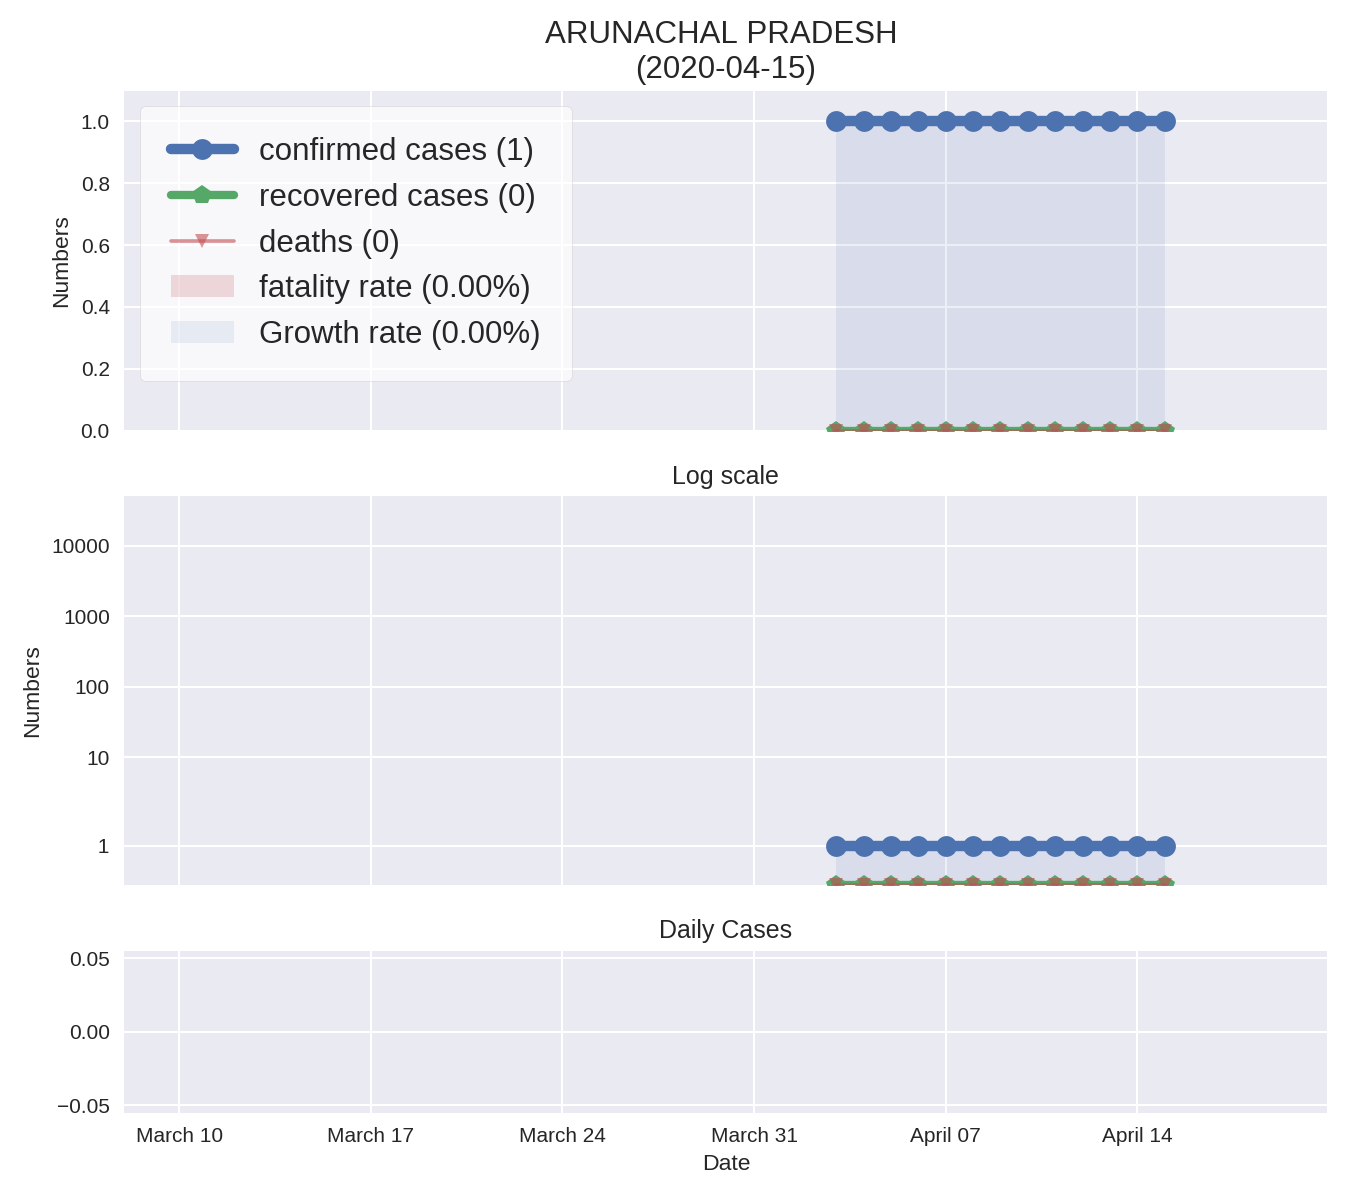 ARUNACHAL PRADESH
(2020-04-15)
1.0
0.8
0.6
0.4
0.2
0.0
Numbers
confirmed cases (1)
recovered cases (0)
deaths (0)
fatality rate (0.00%)
Growth rate (0.00%)
Log scale
10000
1000
100
10
1
Numbers
Daily Cases
0.05
0.00
−0.05
March 10 March 17 March 24 March 31 April 07 April 14
Date